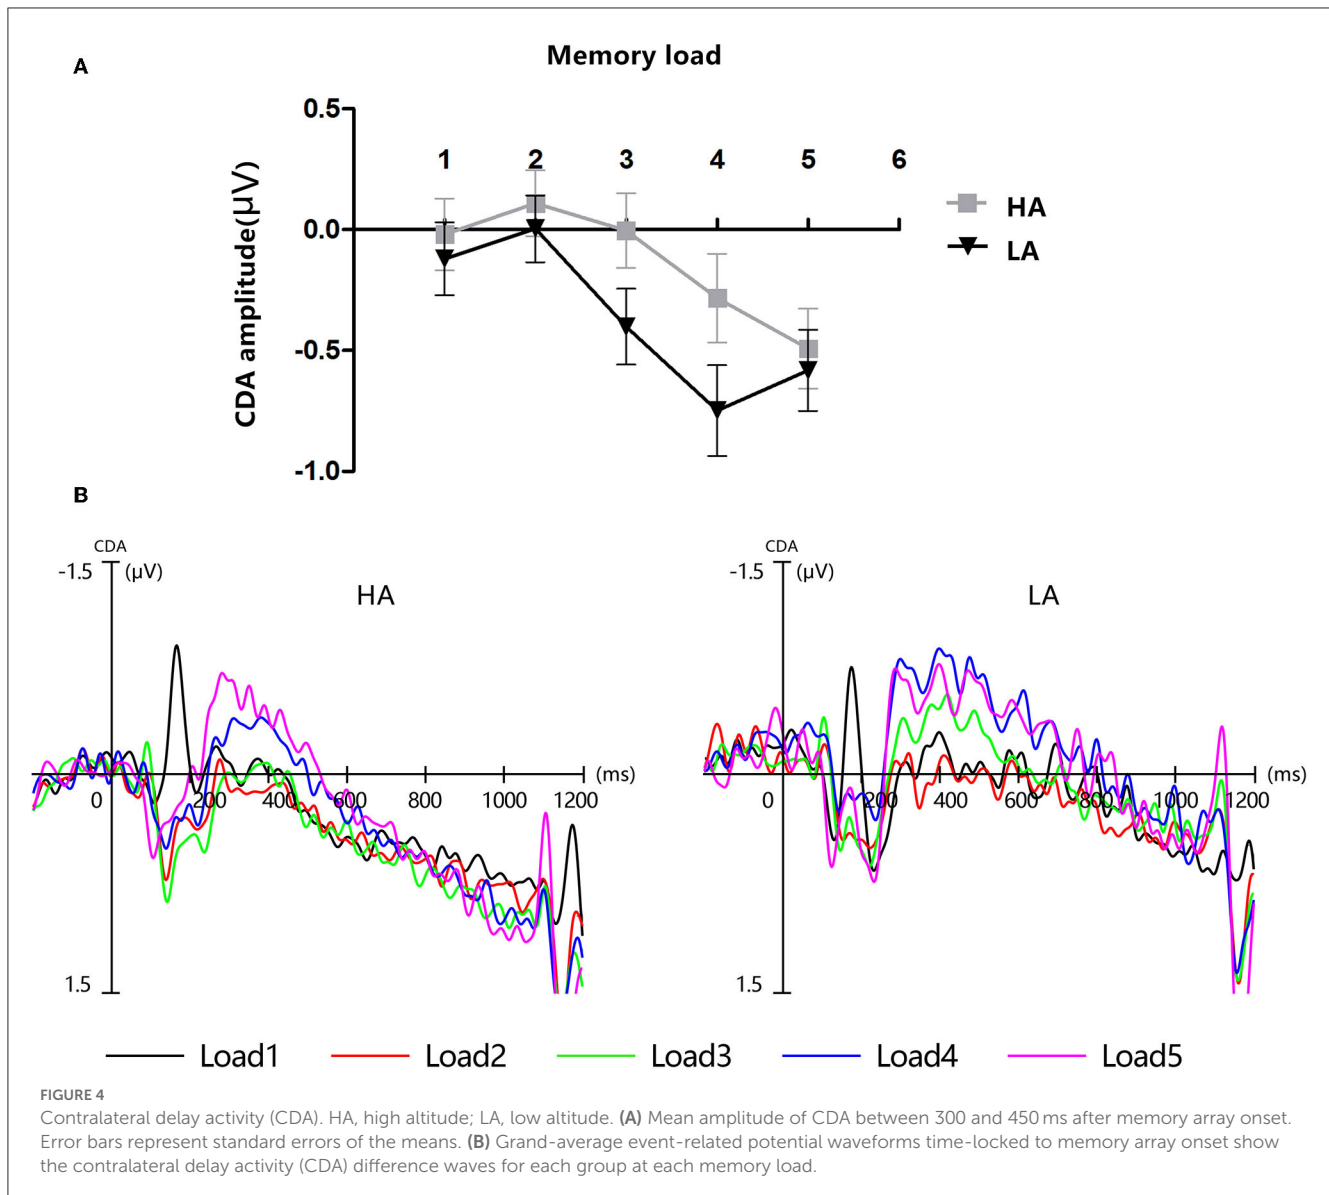 A
Memory load
0.5
1 2 3 4 5 6
0.0
-0.5
-1.0
CDA amplitude(μV)
HA
LA
B
CDA
-1.5 (μV)
HA
0 200 400 600 800 1000 1200 (ms)
1.5
CDA
-1.5 (μV)
LA
0 200 400 600 800 1000 1200 (ms)
1.5
Load1 Load2 Load3 Load4 Load5
FIGURE 4
Contralateral delay activity (CDA). HA, high altitude; LA, low altitude. (A) Mean amplitude of CDA between 300 and 450 ms after memory array onset.
Error bars represent standard errors of the means. (B) Grand-average event-related potential waveforms time-locked to memory array onset show
the contralateral delay activity (CDA) difference waves for each group at each memory load.